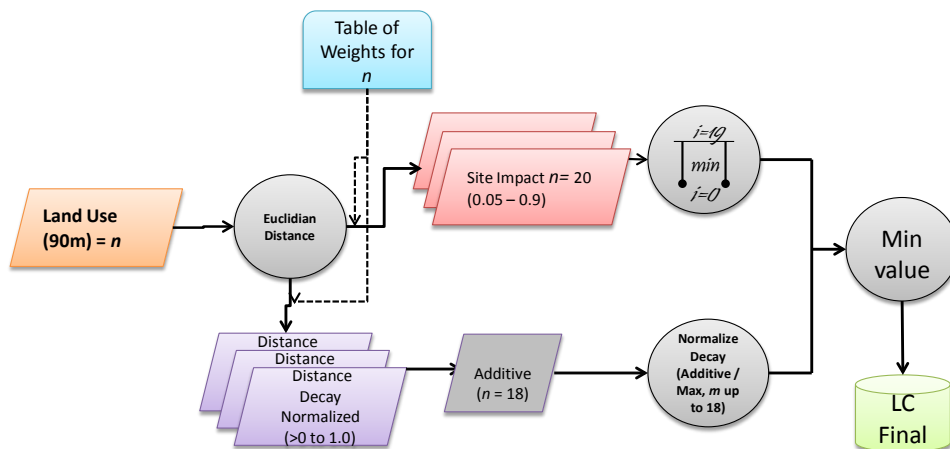 Table of
Weights for
n
Site Impact n= 20
(0.05 – 0.9)
j=19
min
j=0
Land Use
(90m) = n
Euclidian
Distance
Min
value
Distance
Distance
Distance
Decay
Normalized
(>0 to 1.0)
Additive
(n = 18)
Normalize
Decay
(Additive /
Max, m up
to 18)
LC
Final